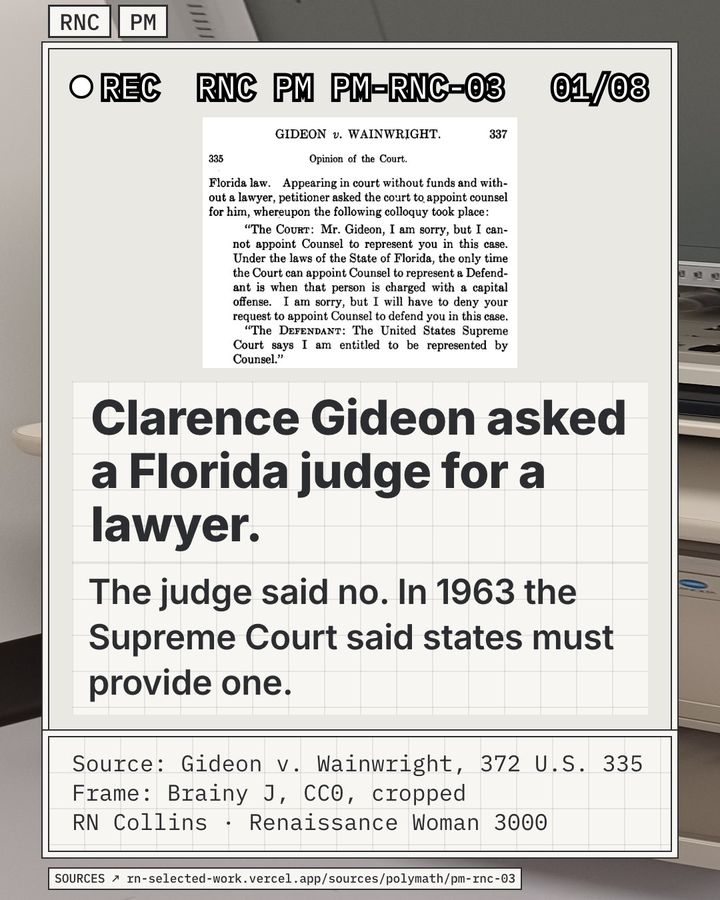 RNC PM
REC RNC PM PM-RNC-03 01/08
GIDEON v. WAINWRIGHT. 337
335 Opinion of the Court.
Florida law. Appearing in court without funds and with-
out a lawyer, petitioner asked the court to appoint counsel
for him, whereupon the following colloquy took place:
"The COURT: Mr. Gideon, I am sorry, but I can-
not appoint Counsel to represent you in this case.
Under the laws of the State of Florida, the only time
the Court can appoint Counsel to represent a Defend-
ant is when that person is charged with a capital
offense. I am sorry, but I will have to deny your
request to appoint Counsel to defend you in this case.
"The DEFENDANT: The United States Supreme
Court says I am entitled to be represented by
Counsel."
Clarence Gideon asked
a Florida judge for a
lawyer.
The judge said no. In 1963 the
Supreme Court said states must
provide one.
Source: Gideon v. Wainwright, 372 U.S. 335
Frame: Brainy J, CC0, cropped
RN Collins · Renaissance Woman 3000
SOURCES ↗ rn-selected-work.vercel.app/sources/polymath/pm-rnc-03